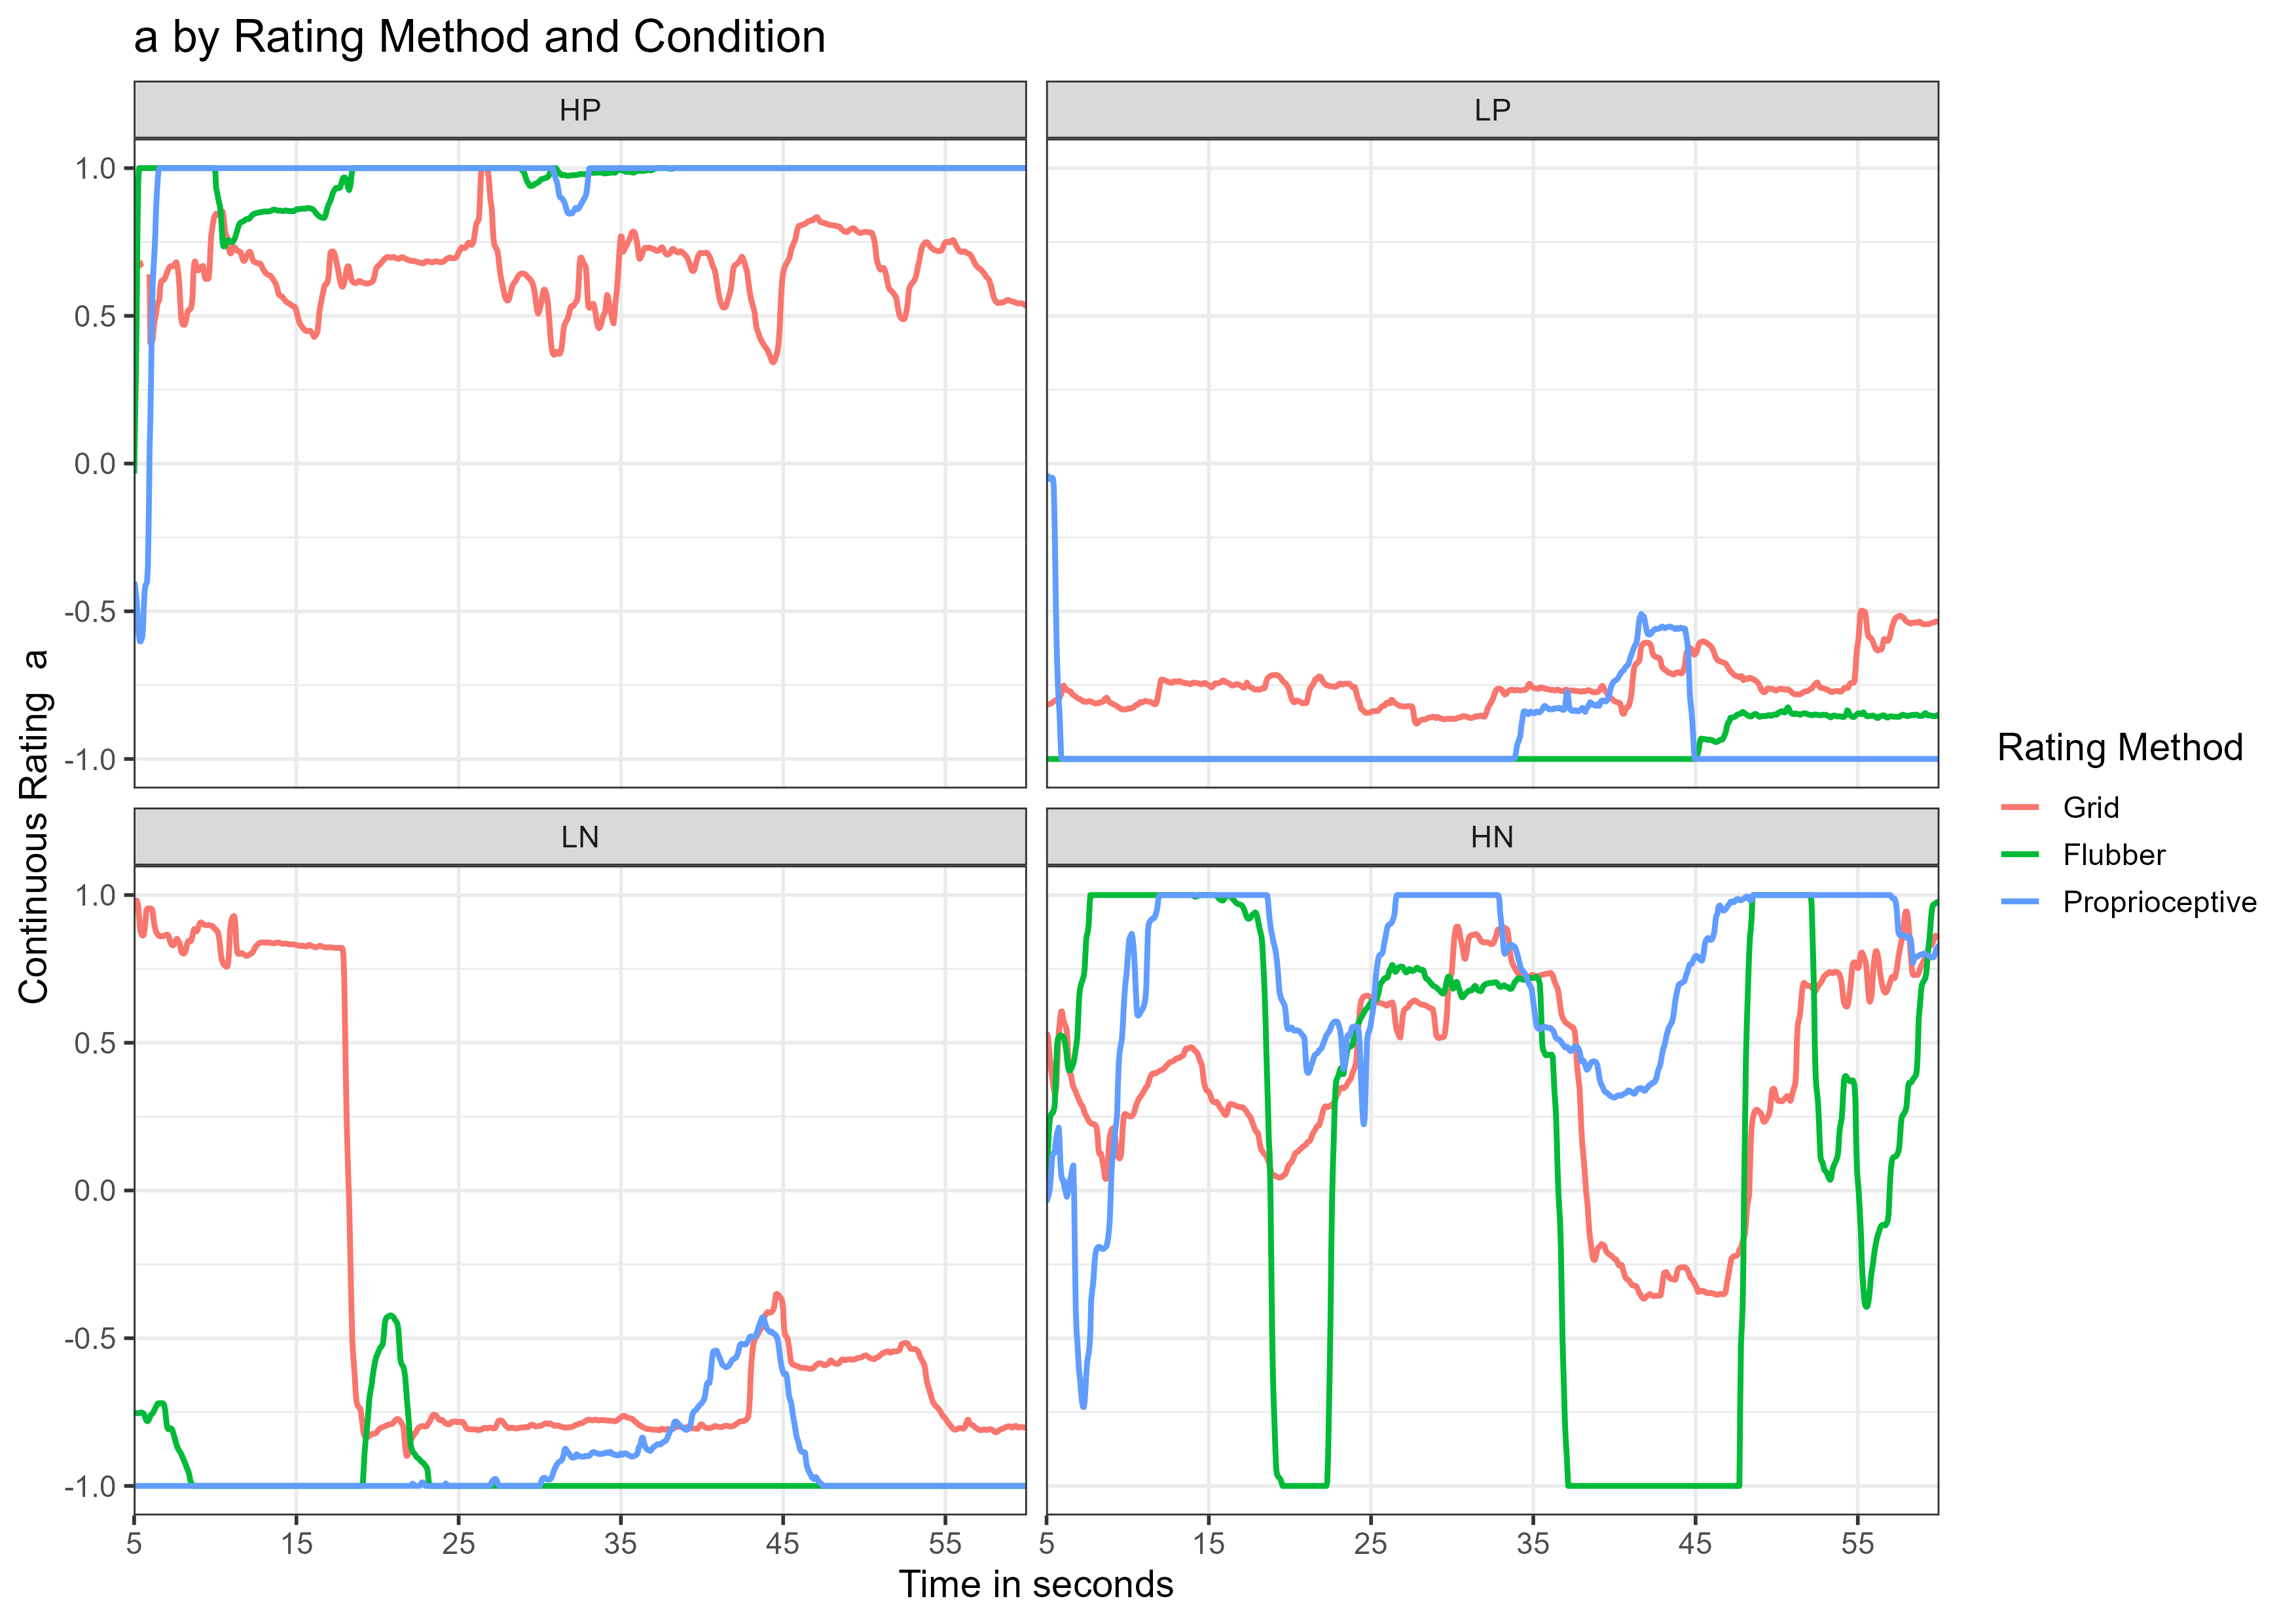 a by Rating Method and Condition
HP
LP
1.0
0.5
0.0
-0.5
-1.0
LN
HN
1.0
0.5
0.0
-0.5
-1.0
5 15 25 35 45 55
5 15 25 35 45 55
Time in seconds
Continuous Rating  a
Rating Method
Grid
Flubber
Proprioceptive